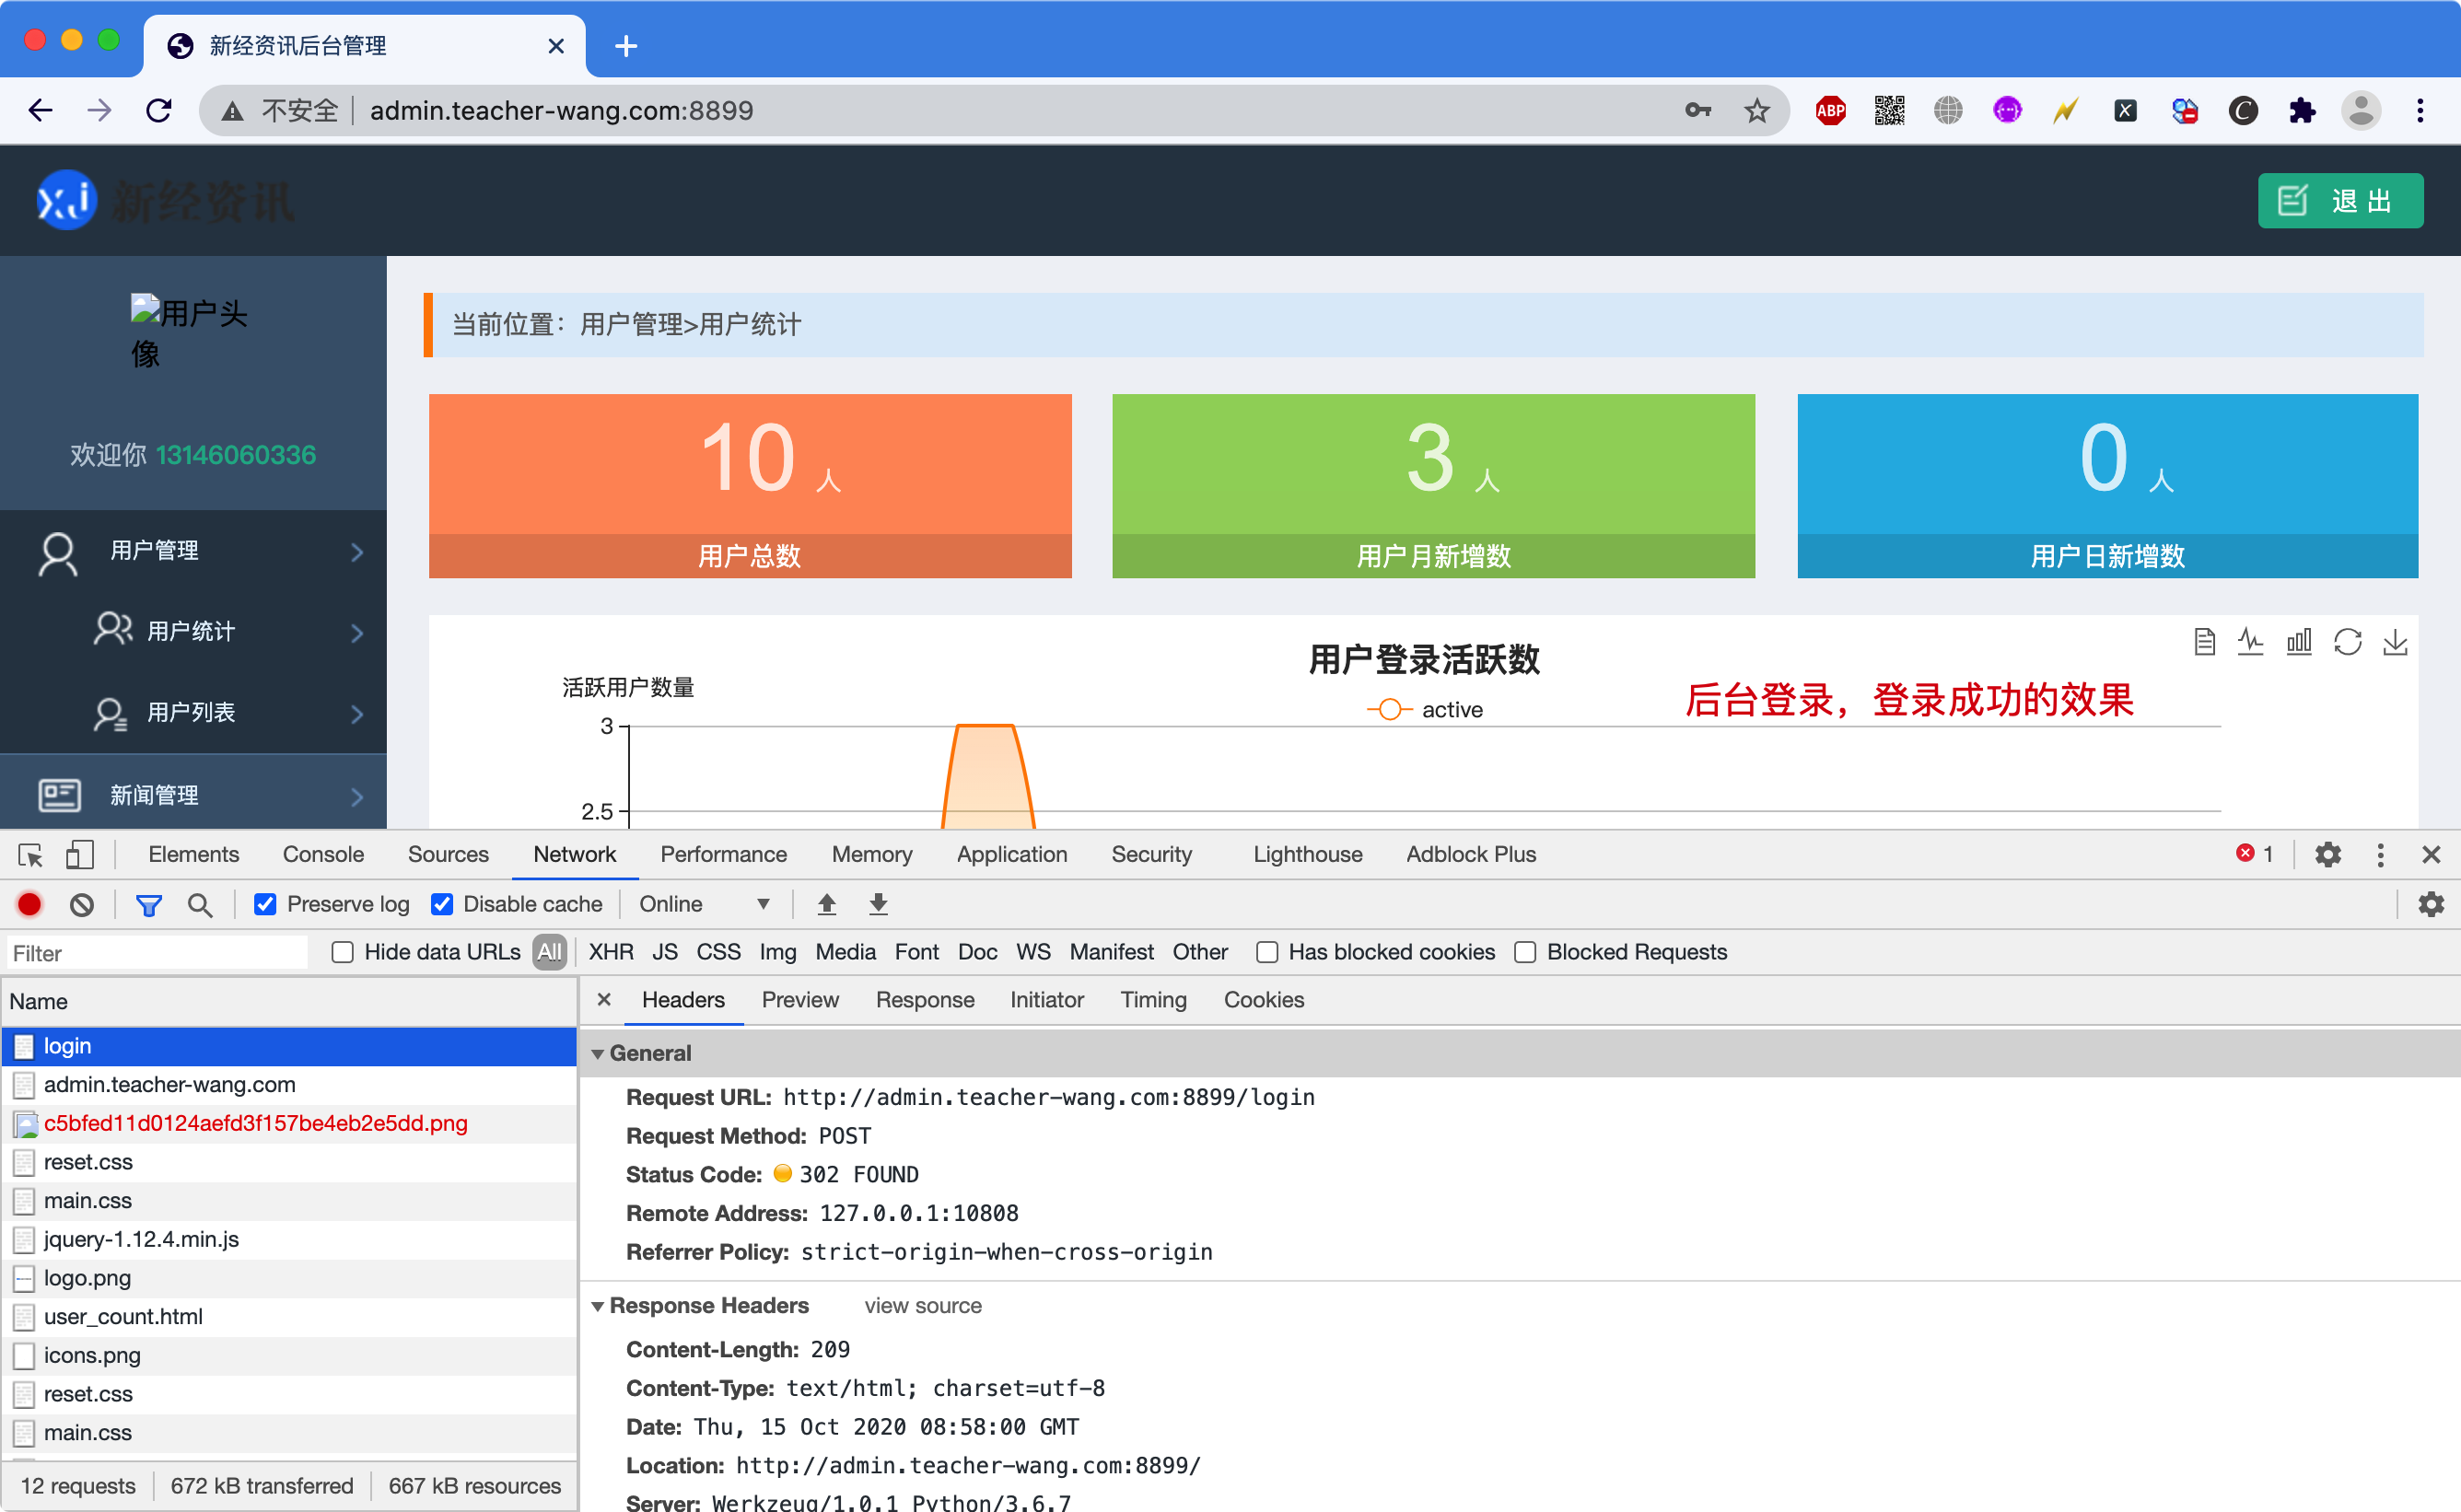 新经资讯后台管理
不安全 admin.teacher-wang.com:8899
ABP
新经资讯
退 出
用户头
像
欢迎你 13146060336
用户管理
用户统计
用户列表
新闻管理
当前位置：用户管理>用户统计
10 人
用户总数
3 人
用户月新增数
0 人
用户日新增数
用户登录活跃数
活跃用户数量
active
后台登录，登录成功的效果
3
2.5
Elements Console Sources Network Performance Memory Application Security Lighthouse Adblock Plus 1
Preserve log Disable cache Online
Filter Hide data URLs All XHR JS CSS Img Media Font Doc WS Manifest Other Has blocked cookies Blocked Requests
Name
login
admin.teacher-wang.com
c5bfed11d0124aefd3f157be4eb2e5dd.png
reset.css
main.css
jquery-1.12.4.min.js
logo.png
user_count.html
icons.png
reset.css
main.css
12 requests 672 kB transferred 667 kB resources
Headers Preview Response Initiator Timing Cookies
General
Request URL: http://admin.teacher-wang.com:8899/login
Request Method: POST
Status Code: 302 FOUND
Remote Address: 127.0.0.1:10808
Referrer Policy: strict-origin-when-cross-origin
Response Headers view source
Content-Length: 209
Content-Type: text/html; charset=utf-8
Date: Thu, 15 Oct 2020 08:58:00 GMT
Location: http://admin.teacher-wang.com:8899/
Server: Werkzeug/1.0.1 Python/3.6.7